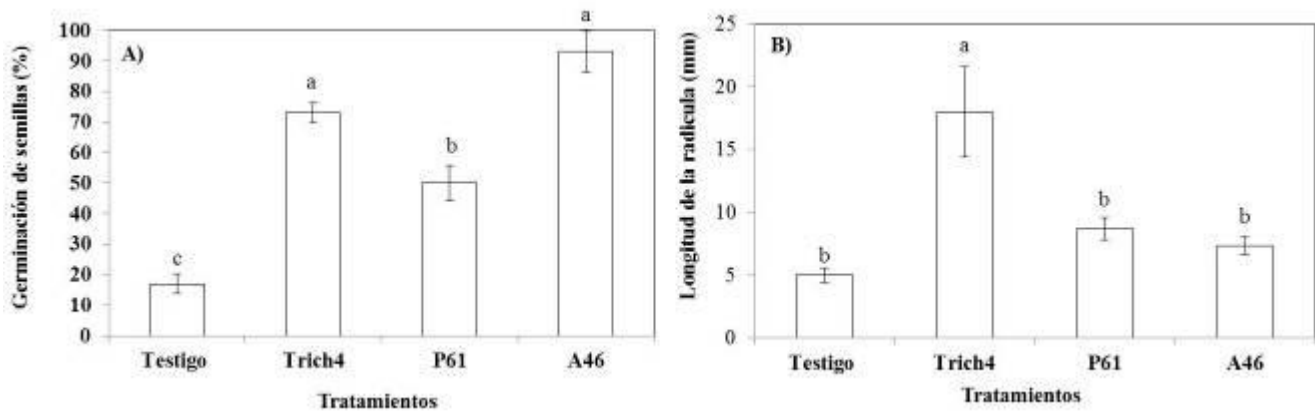 A)
Germinación de semillas (%)
100
90
80
70
60
50
40
30
20
10
0
c
a
b
a
Testigo Trich4 P61 A46
Tratamientos
B)
Longitud de la radicula (mm)
25
20
15
10
5
0
b
a
b
b
Testigo Trich4 P61 A46
Tratamientos